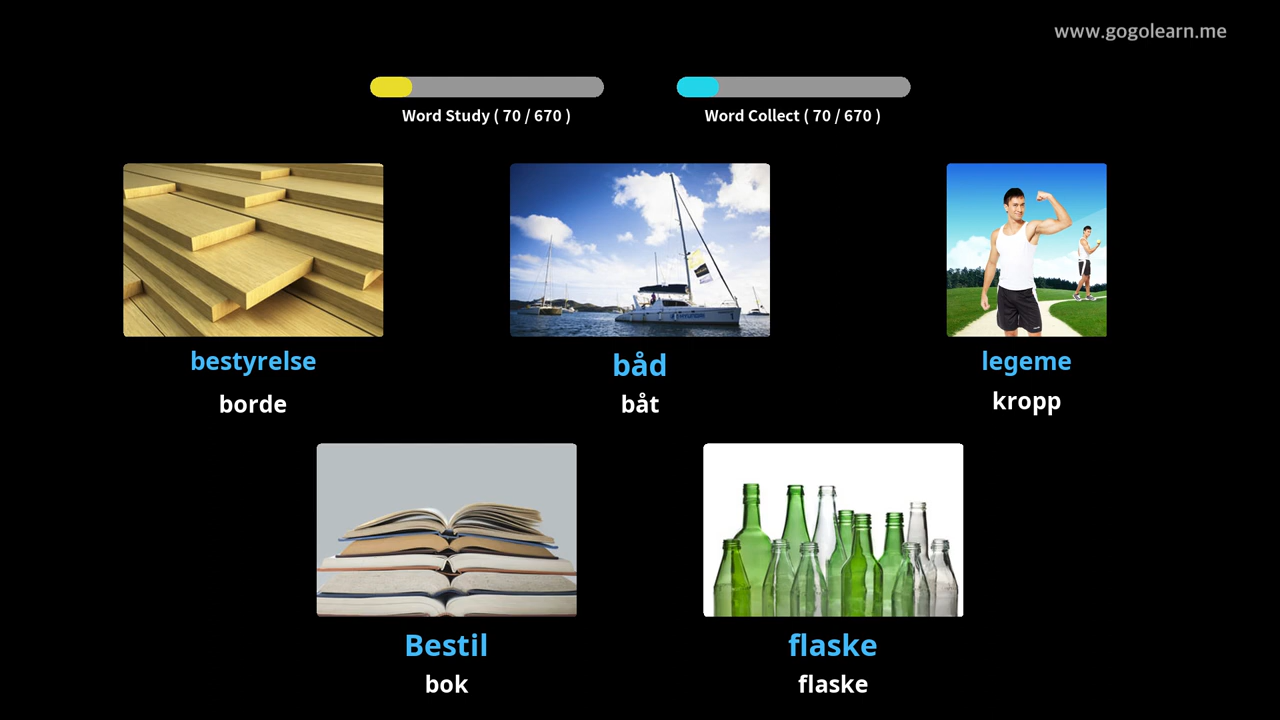 www.gogolearn.me
Word Study ( 70 / 670 )
Word Collect ( 70 / 670 )
bestyrelse
borde
båd
båt
legeme
kropp
Bestil
bok
flaske
flaske